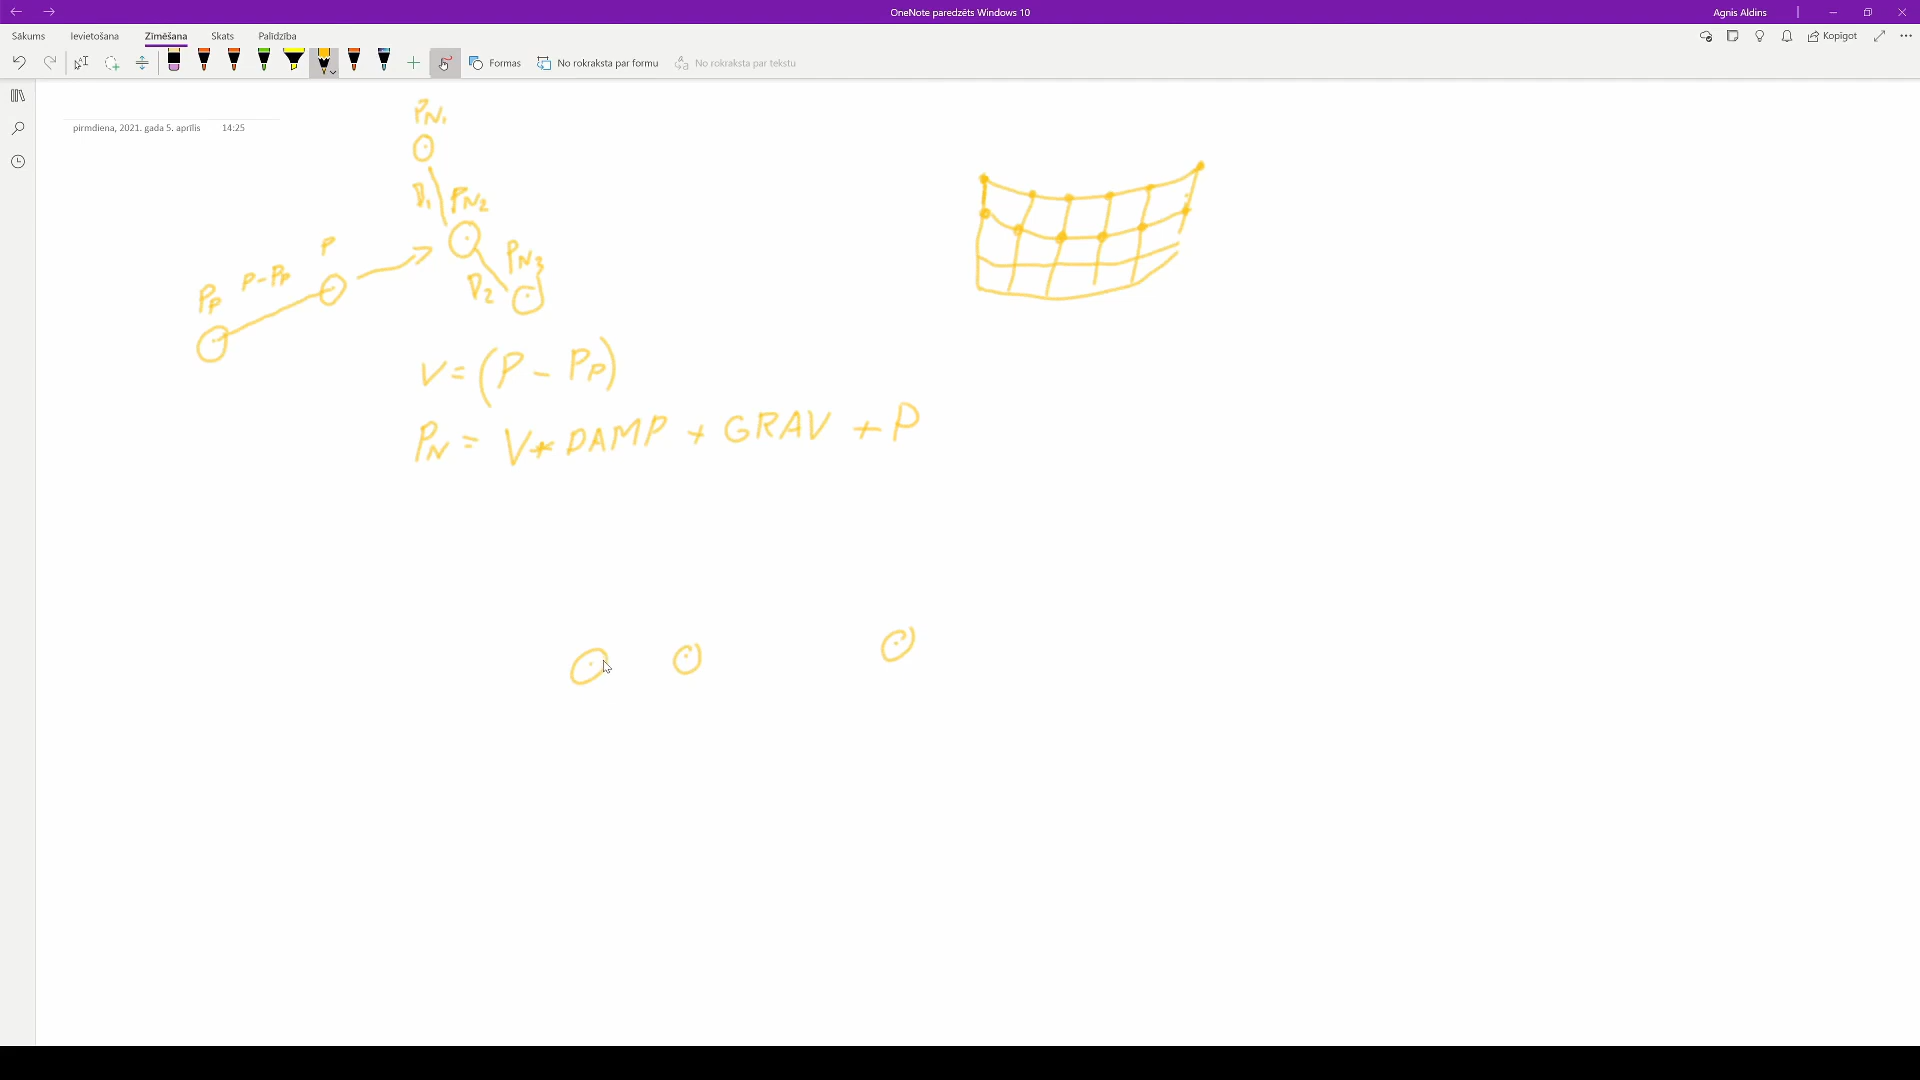 OneNote paredzēts Windows 10
Agnis Aldins
Sākums Ievietošana Zīmēšana Skats Palīdzība
Kopīgot
Formas No rokraksta par formu No rokraksta par tekstu
pirmdiena, 2021. gada 5. aprīlis 14:25
PN1
D1 PN2
P PN3
PP P-PP D2
V = (P - PP)
PN = V * DAMP + GRAV + P